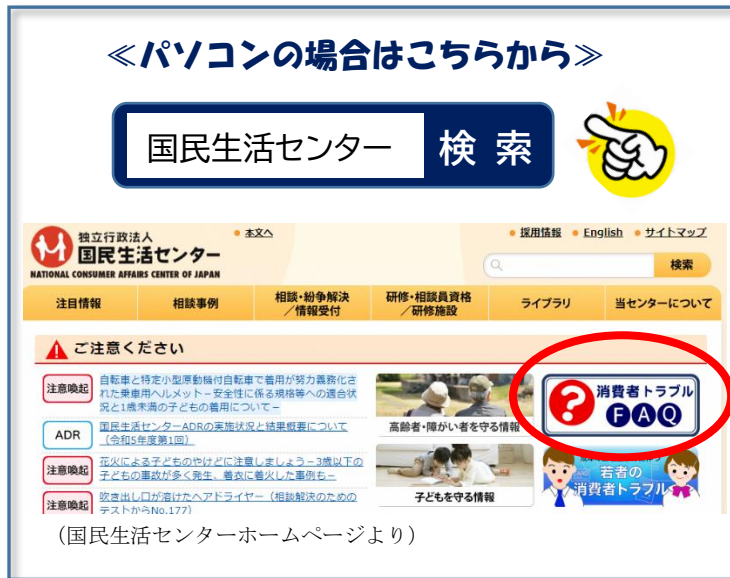 ≪パソコンの場合はこちらから≫
国民生活センター 検索
独立行政法人
国民生活センター
NATIONAL CONSUMER AFFAIRS CENTER OF JAPAN
本文へ
採用情報 English サイトマップ
検索
注目情報 相談事例 相談・紛争解決／情報受付 研修・相談員資格／研修施設 ライブラリ 当センターについて
ご注意ください
注意喚起
自転車と特定小型原動機付自転車で着用が努力義務化さ
れた乗車用ヘルメット－安全性に係る規格等への適合状
況と1歳未満の子どもの着用について－
ADR
国民生活センターADRの実施状況と結果概要について
（令和5年度第1回）
注意喚起
花火による子どものやけどに注意しましょう－3歳以下の
子どもの事故が多く発生、着衣に着火した事例も－
注意喚起
吹き出し口が溶けたヘアドライヤー（相談解決のための
テストからNo.177）
高齢者・障がい者を守る情報
子どもを守る情報
? 消費者トラブル
FAQ
若者の
消費者トラブル
（国民生活センターホームページより）